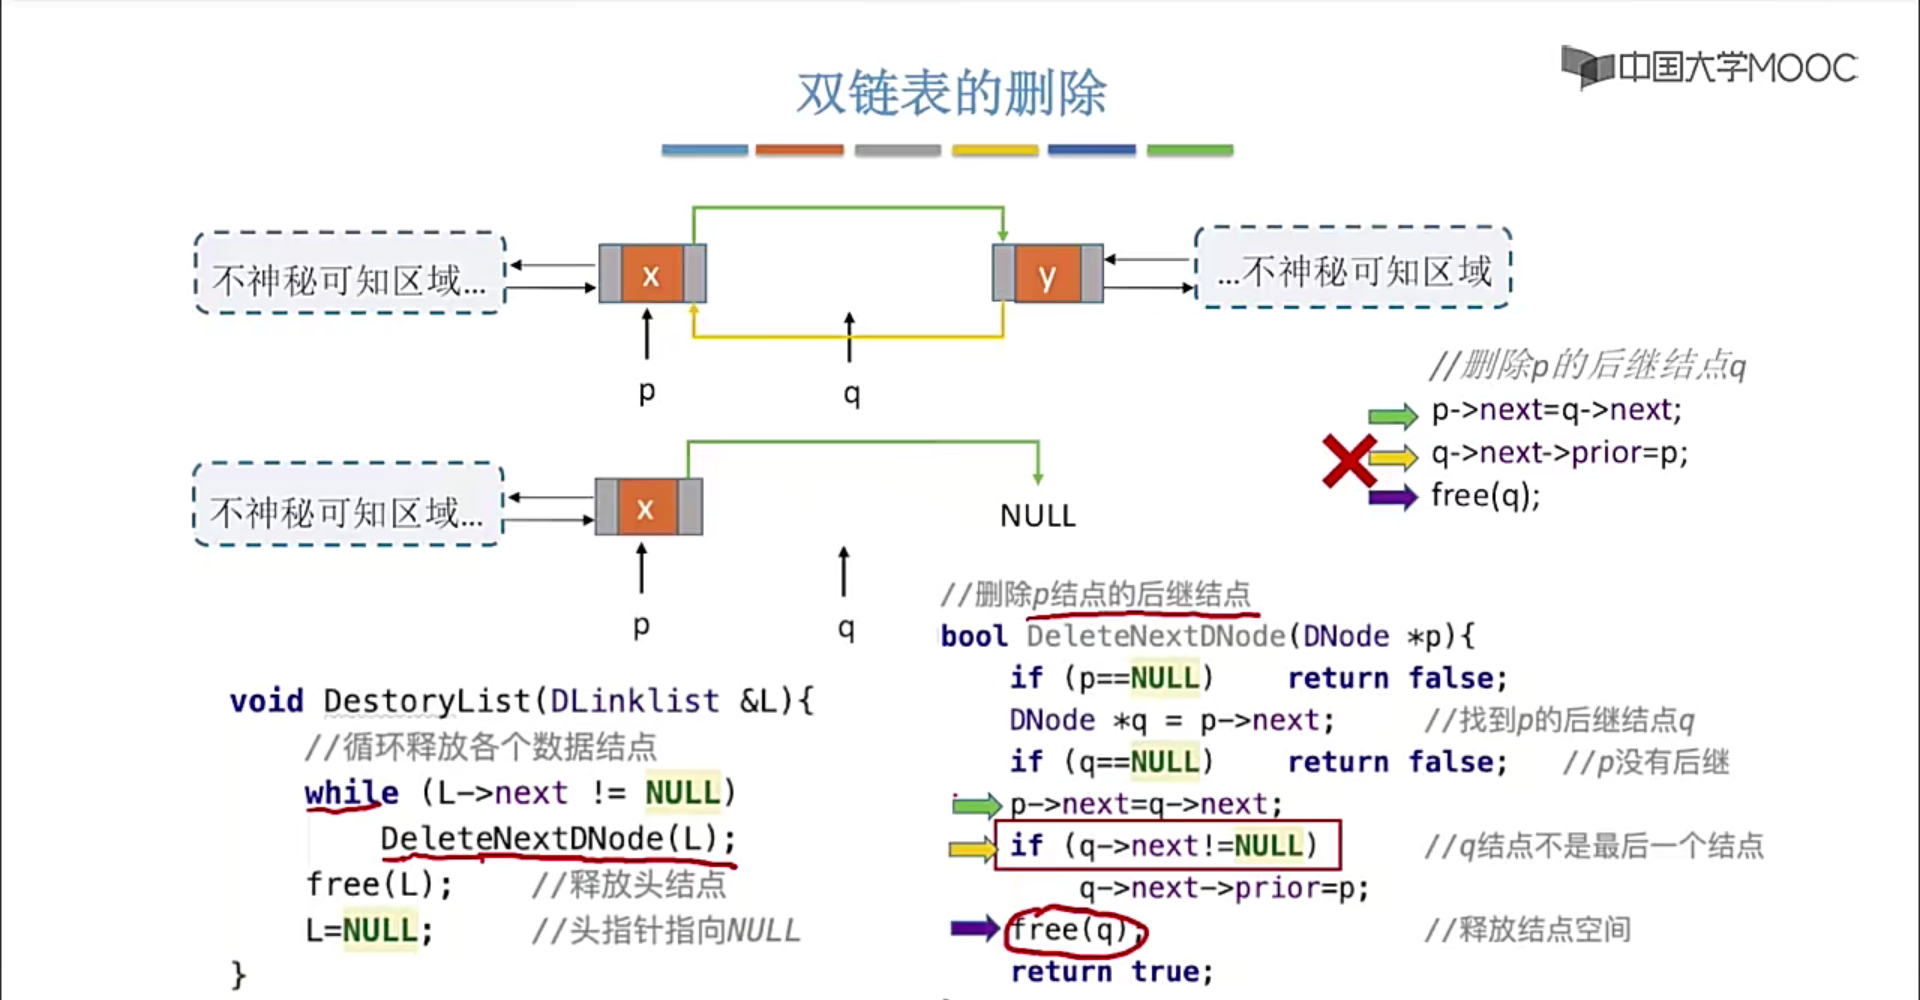 中国大学MOOC
双链表的删除
不神秘可知区域...
x
y
...不神秘可知区域
p
q
//删除p的后继结点q
p->next=q->next;
q->next->prior=p;
free(q);
不神秘可知区域...
x
NULL
p
q
void DestoryList(DLinklist &L){
//循环释放各个数据结点
while (L->next != NULL)
DeleteNextDNode(L);
free(L); //释放头结点
L=NULL; //头指针指向NULL
}
//删除p结点的后继结点
bool DeleteNextDNode(DNode *p){
if (p==NULL) return false;
DNode *q = p->next; //找到p的后继结点q
if (q==NULL) return false; //p没有后继
p->next=q->next;
if (q->next!=NULL) //q结点不是最后一个结点
q->next->prior=p;
free(q); //释放结点空间
return true;